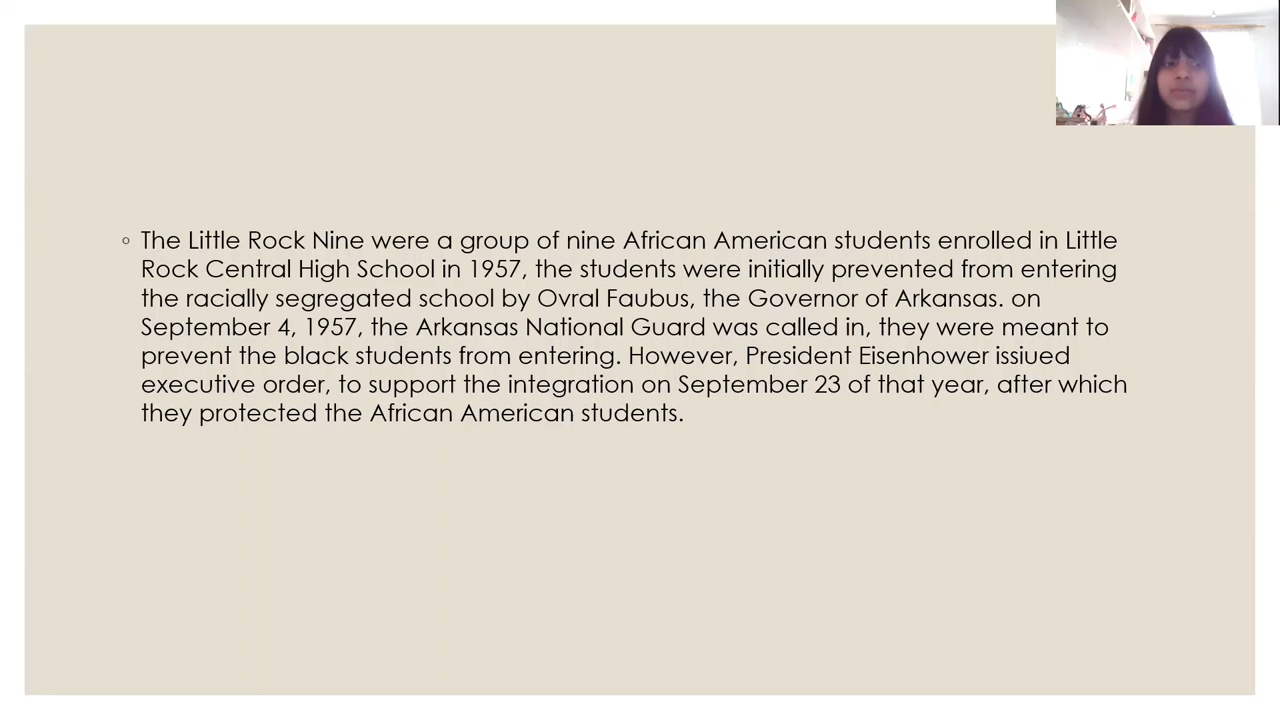 ◦ The Little Rock Nine were a group of nine African American students enrolled in Little
Rock Central High School in 1957, the students were initially prevented from entering
the racially segregated school by Ovral Faubus, the Governor of Arkansas. on
September 4, 1957, the Arkansas National Guard was called in, they were meant to
prevent the black students from entering. However, President Eisenhower issiued
executive order, to support the integration on September 23 of that year, after which
they protected the African American students.